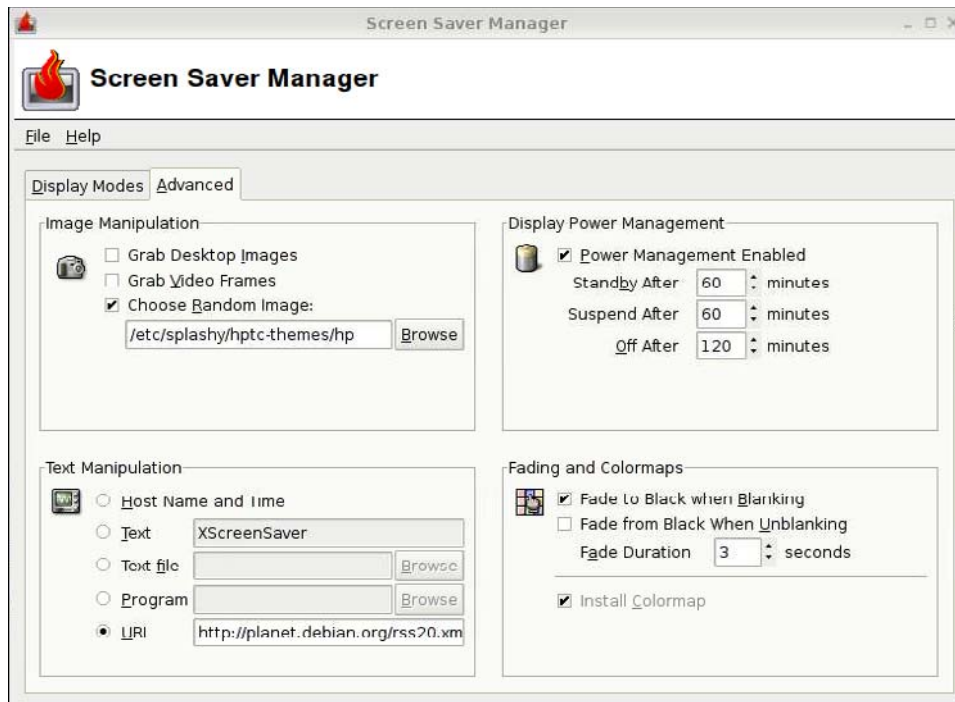 Screen Saver Manager
Screen Saver Manager
File Help
Display Modes Advanced
Image Manipulation
Grab Desktop Images
Grab Video Frames
Choose Random Image:
/etc/splashy/hptc-themes/hp Browse
Display Power Management
Power Management Enabled
Standby After 60 minutes
Suspend After 60 minutes
Off After 120 minutes
Text Manipulation
Host Name and Time
Text XScreenSaver
Text file Browse
Program Browse
URL http://planet.debian.org/rss20.xm
Fading and Colormaps
Fade to Black when Blanking
Fade from Black When Unblanking
Fade Duration 3 seconds
Install Colormap